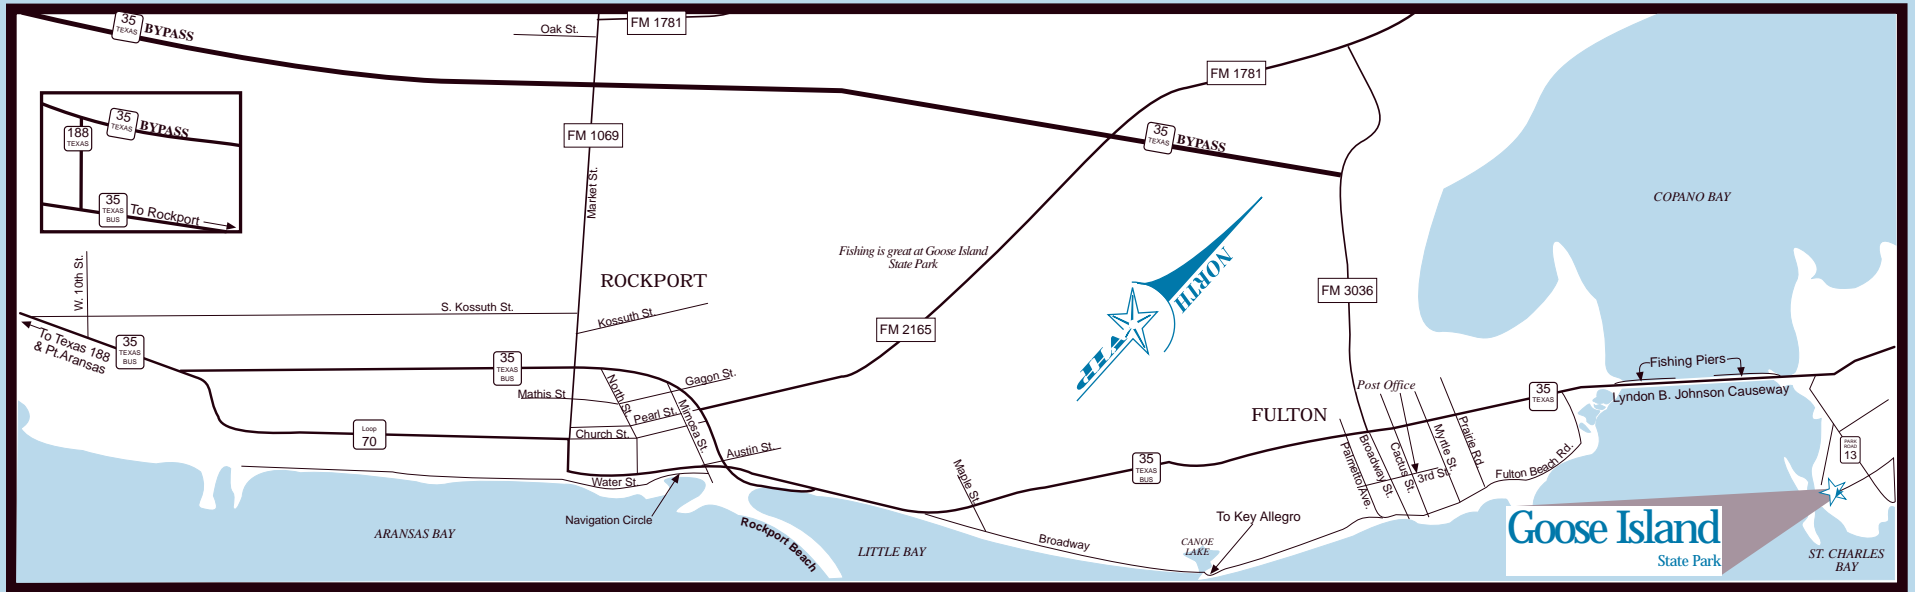 35
TEXAS
BYPASS
Oak St.
FM 1781
FM 1781
35
TEXAS
BYPASS
188
TEXAS
35
TEXAS
BUS
To Rockport
FM 1069
Market St.
35
TEXAS
BYPASS
COPANO BAY
Fishing is great at Goose Island
State Park
NORTH
W. 10th St.
ROCKPORT
S. Kossuth St.
Kossuth St.
FM 2165
FM 3036
To Texas 188
& Pt.Aransas
35
TEXAS
BUS
35
TEXAS
BUS
Mathis St
North St.
Gagon St.
Pearl St.
Mimosa St.
Church St.
Austin St.
Loop
70
Water St.
Navigation Circle
Rockport Beach
ARANSAS BAY
LITTLE BAY
Maple St.
Broadway
35
TEXAS
BUS
CANOE
LAKE
To Key Allegro
FULTON
Post Office
Palmetto Ave.
Broadway St.
Cactus St.
3rd St.
Myrtle St.
Prairie Rd.
Fulton Beach Rd.
35
TEXAS
Fishing Piers
Lyndon B. Johnson Causeway
PARK
ROAD
13
Goose Island
State Park
ST. CHARLES
BAY